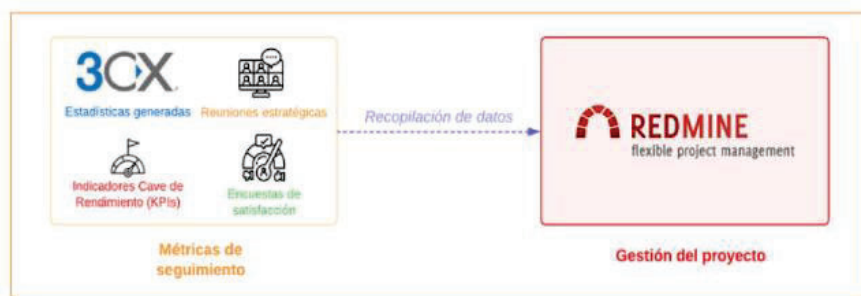 3CX
Estadísticas generadas
Reuniones estratégicas
Indicadores Cave de
Rendimiento (KPIs)
Encuestas de
satisfacción
Métricas de
seguimiento
Recopilación de datos
REDMINE
flexible project management
Gestión del proyecto